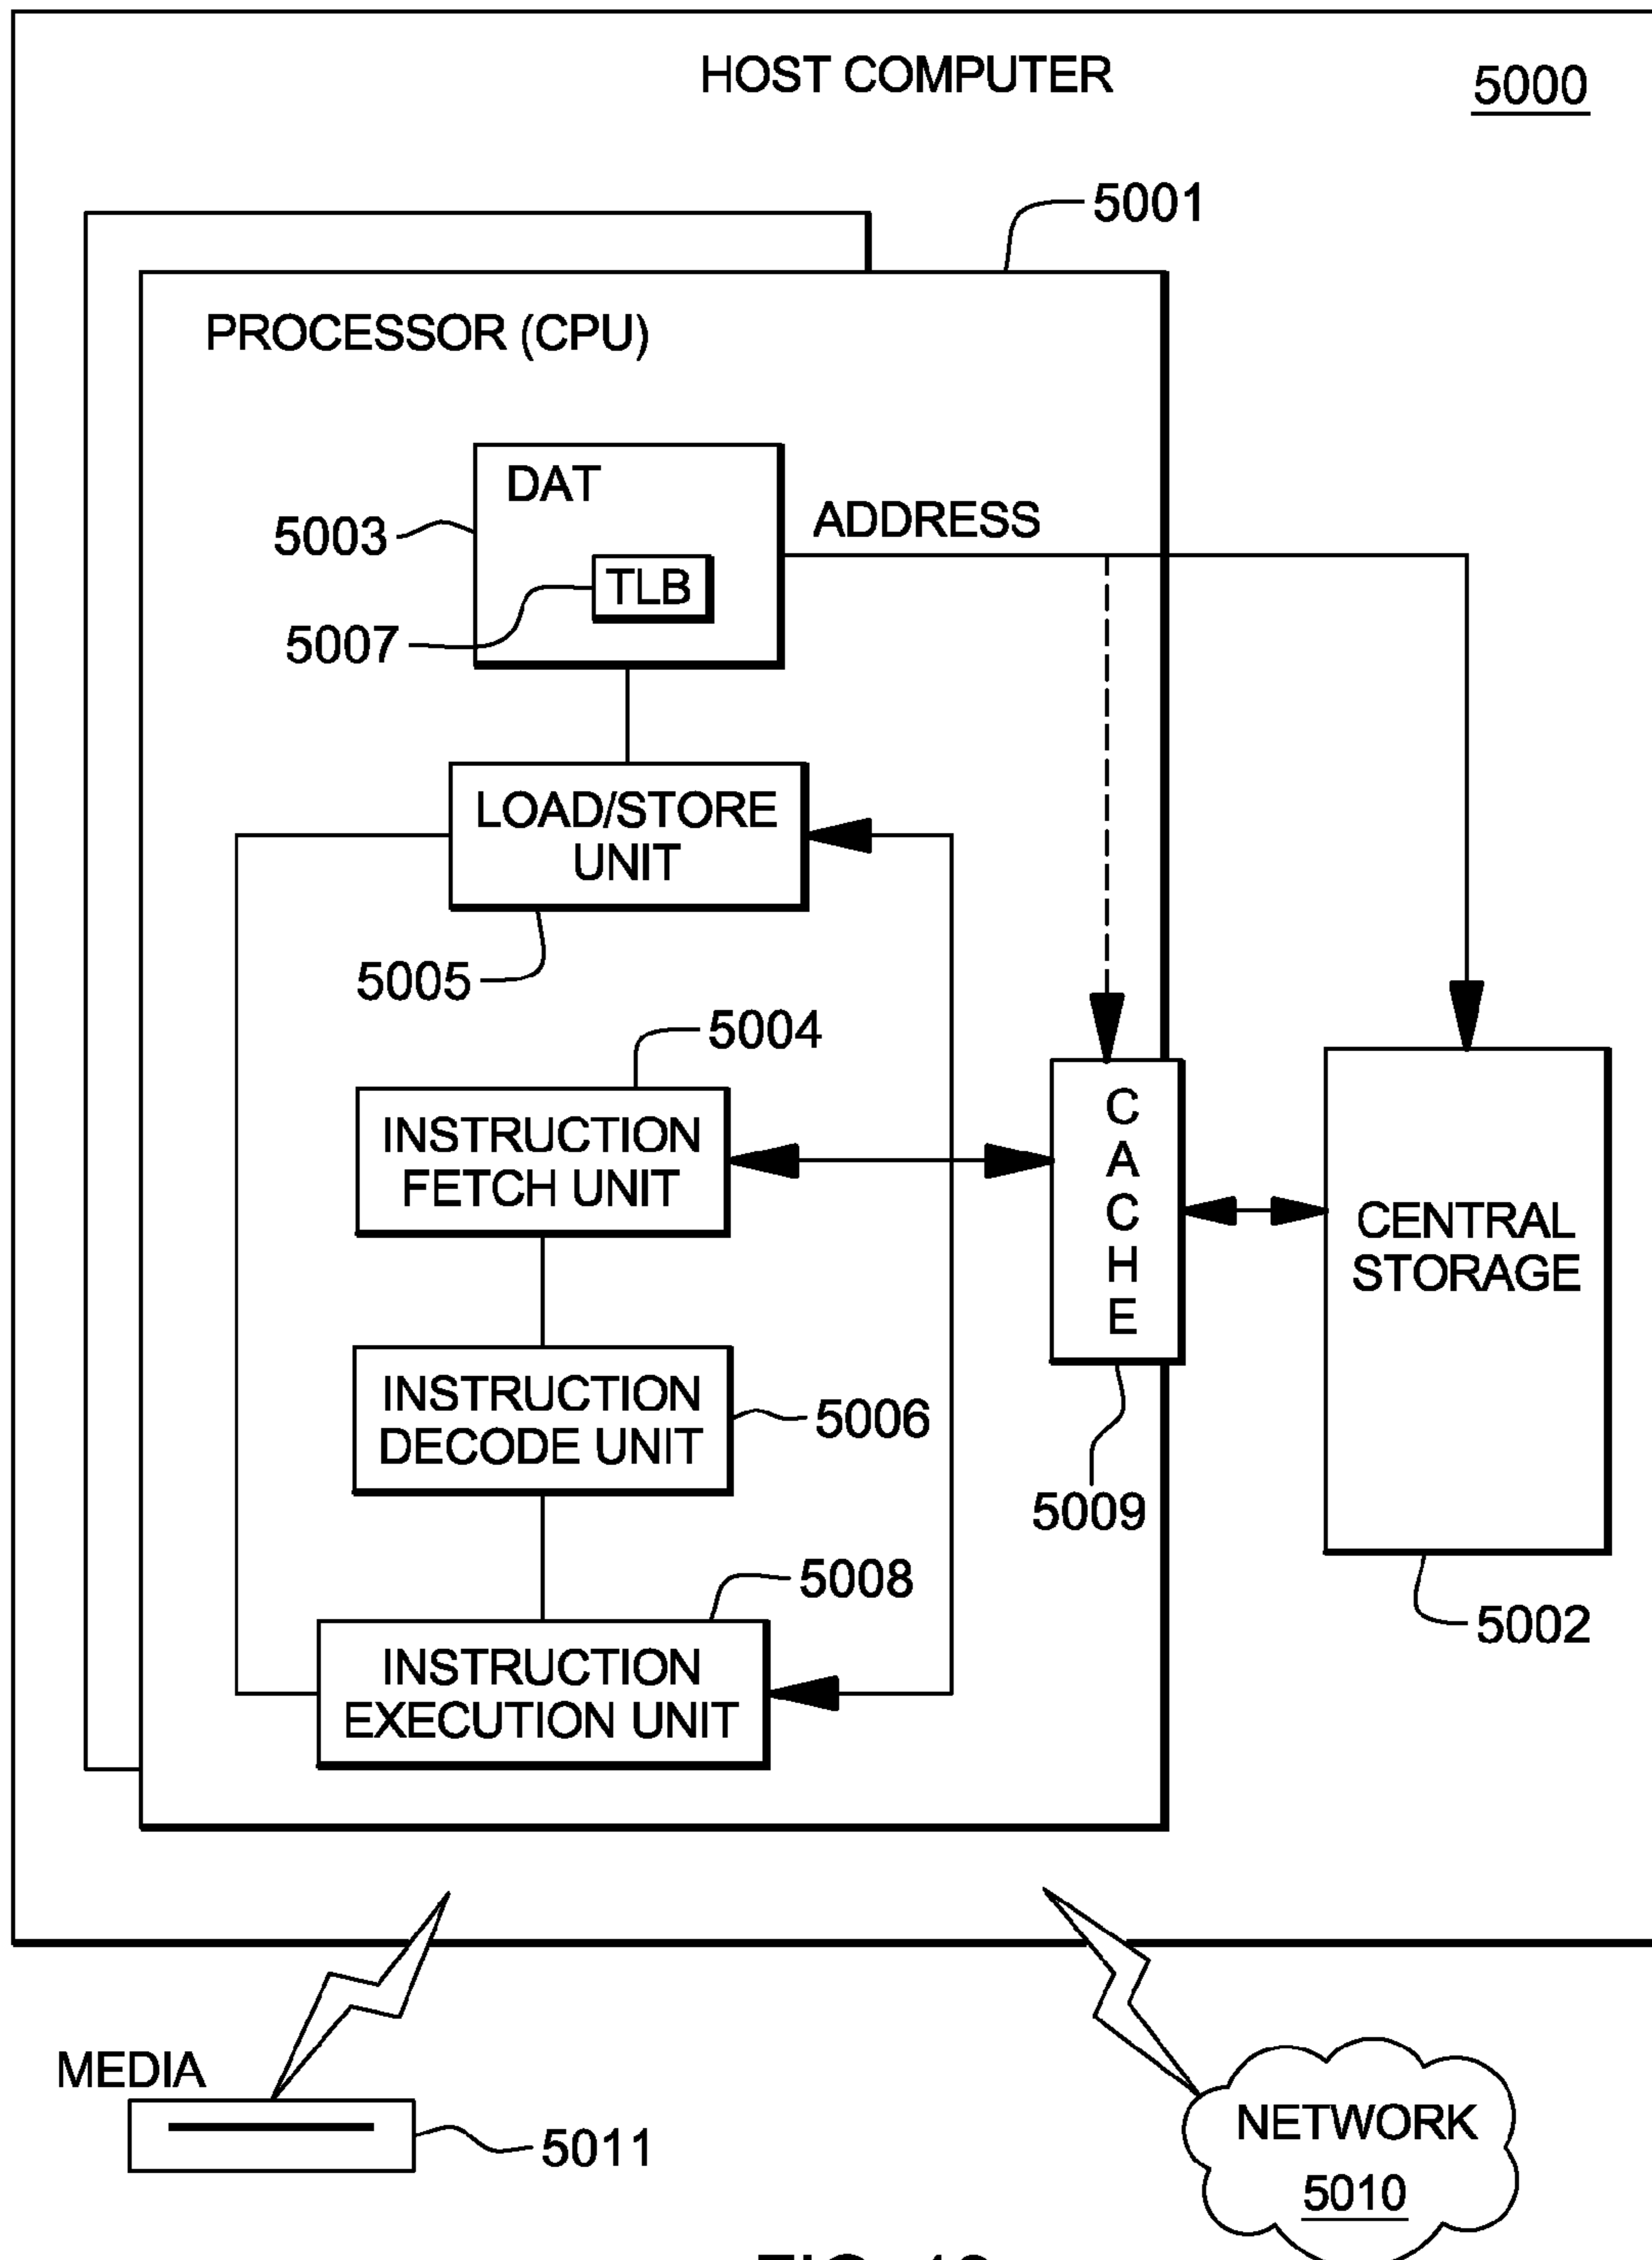 HOST COMPUTER
5000
5001
PROCESSOR (CPU)
DAT
ADDRESS
5003
TLB
5007
LOAD/STORE
UNIT
5005
5004
INSTRUCTION
FETCH UNIT
CACHE
CENTRAL
STORAGE
INSTRUCTION
DECODE UNIT
5006
5009
5008
INSTRUCTION
EXECUTION UNIT
5002
MEDIA
5011
NETWORK
5010